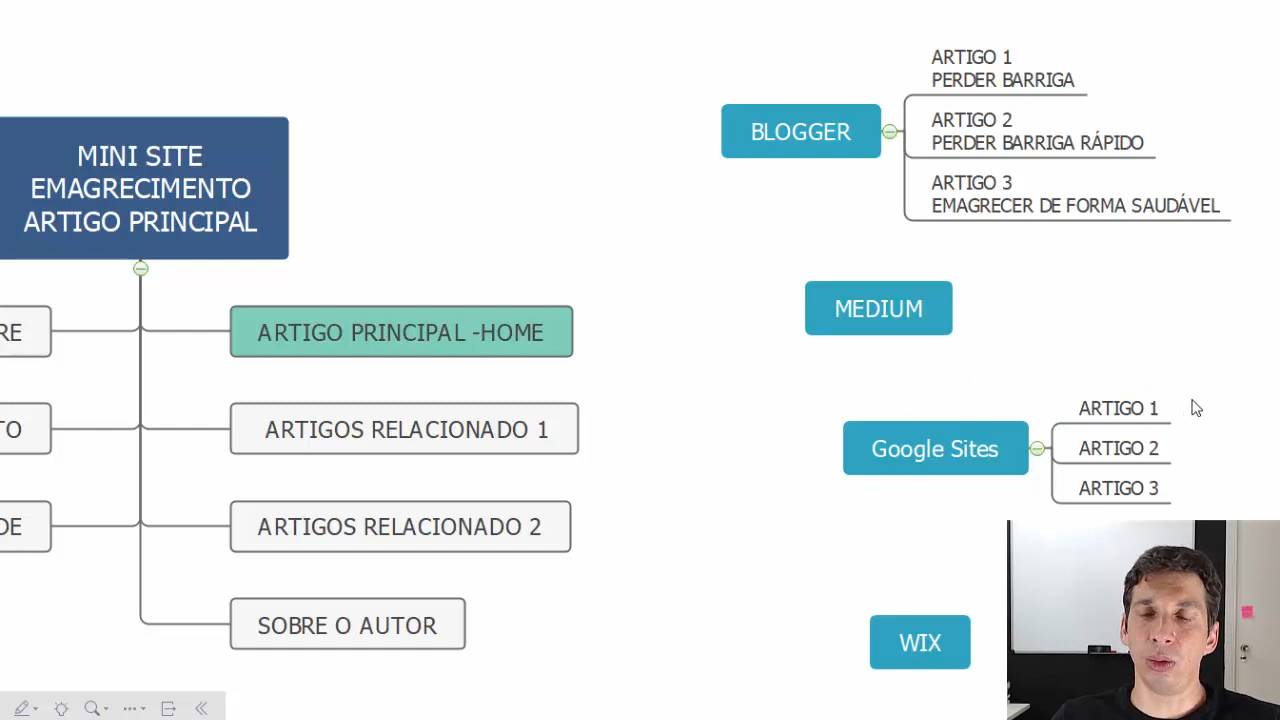 MINI SITE
EMAGRECIMENTO
ARTIGO PRINCIPAL
RE
TO
DE
ARTIGO PRINCIPAL -HOME
ARTIGOS RELACIONADO 1
ARTIGOS RELACIONADO 2
SOBRE O AUTOR
BLOGGER
ARTIGO 1
PERDER BARRIGA
ARTIGO 2
PERDER BARRIGA RÁPIDO
ARTIGO 3
EMAGRECER DE FORMA SAUDÁVEL
MEDIUM
Google Sites
ARTIGO 1
ARTIGO 2
ARTIGO 3
WIX